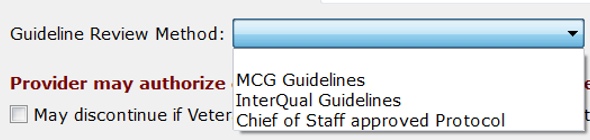 Guideline Review Method:
MCG Guidelines
InterQual Guidelines
Chief of Staff approved Protocol
Provider may authorize
May discontinue if Veter